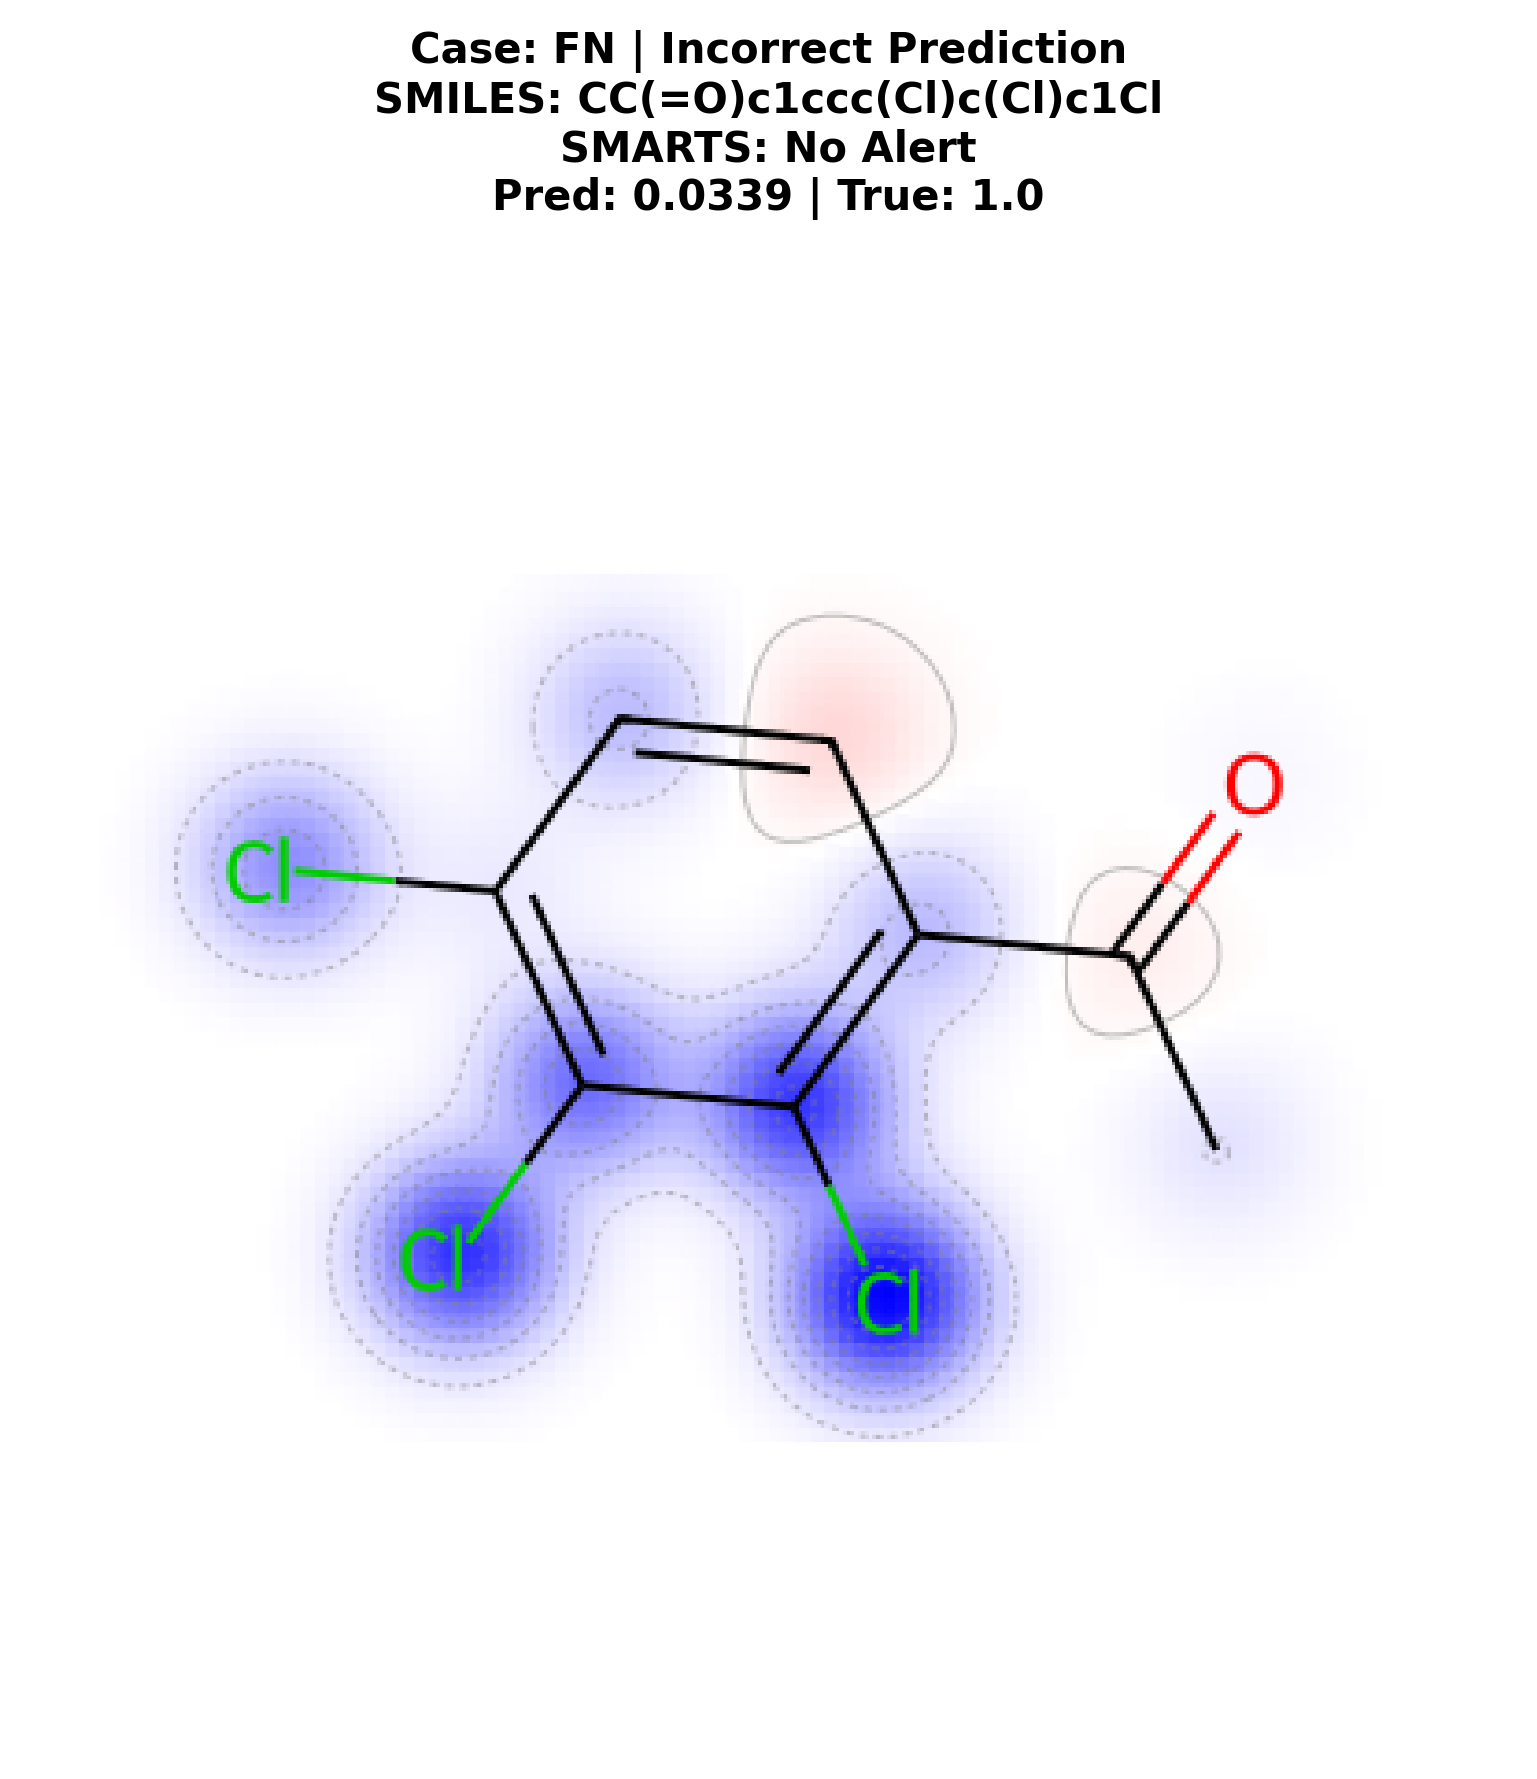 Case: FN | Incorrect Prediction
SMILES: CC(=O)c1ccc(Cl)c(Cl)c1Cl
SMARTS: No Alert
Pred: 0.0339 | True: 1.0
O
Cl
Cl
Cl